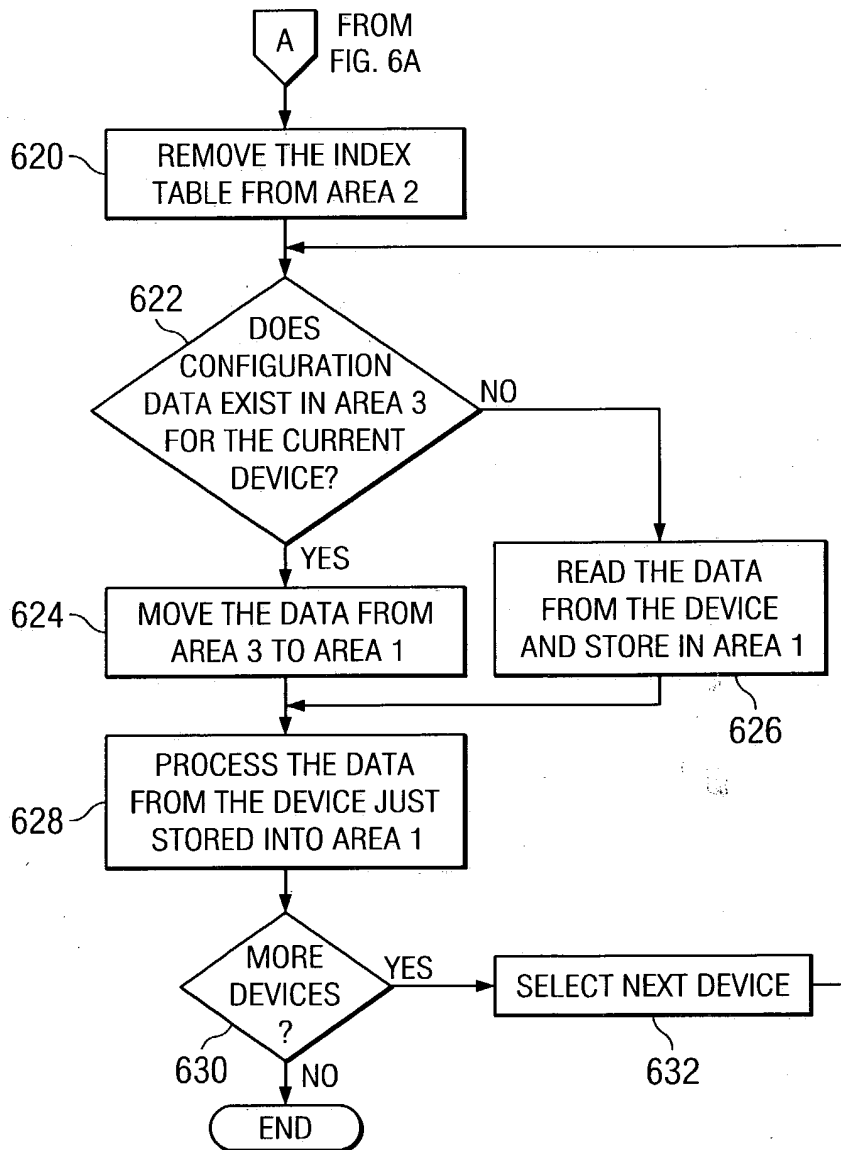 A
FROM
FIG. 6A
620
REMOVE THE INDEX
TABLE FROM AREA 2
622
DOES
CONFIGURATION
DATA EXIST IN AREA 3
FOR THE CURRENT
DEVICE?
NO
YES
624
MOVE THE DATA FROM
AREA 3 TO AREA 1
READ THE DATA
FROM THE DEVICE
AND STORE IN AREA 1
626
628
PROCESS THE DATA
FROM THE DEVICE JUST
STORED INTO AREA 1
MORE
DEVICES
?
YES
SELECT NEXT DEVICE
630
632
NO
END